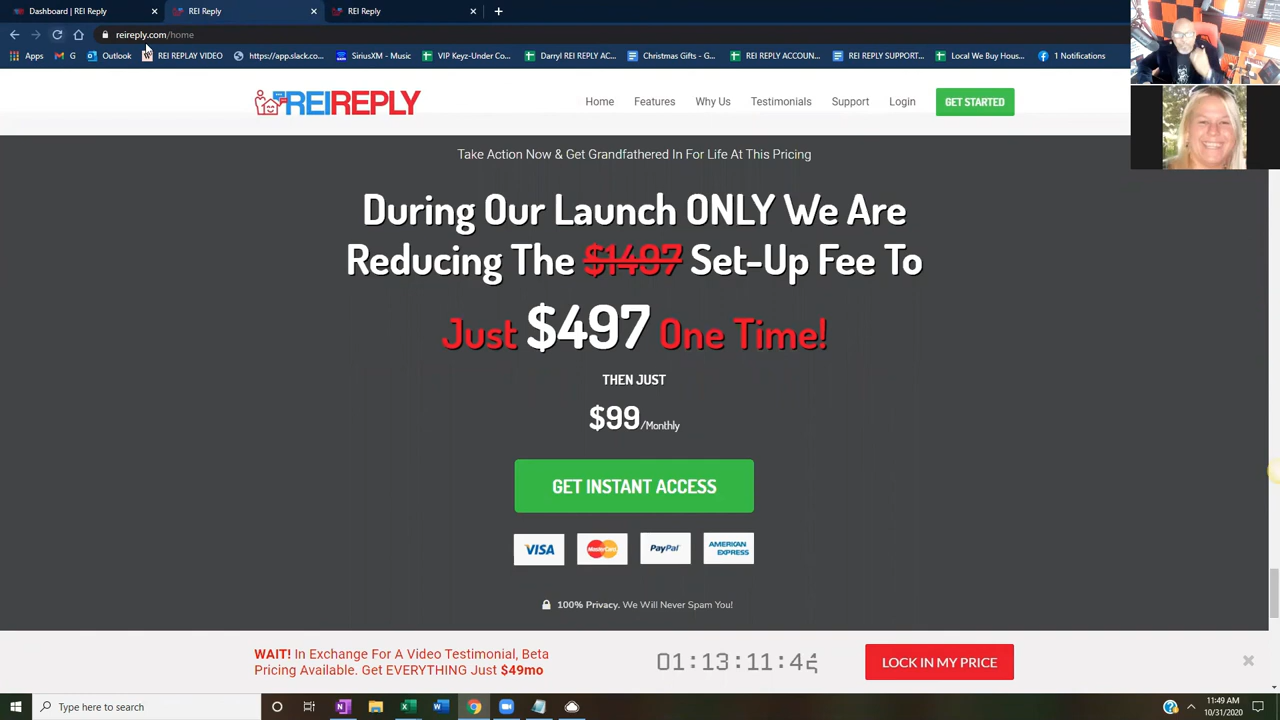 Dashboard | REI Reply
REI Reply
REI Reply
reireply.com/home
Apps
G
Outlook
REI REPLAY VIDEO
https://app.slack.co...
SiriusXM - Music
VIP Keyz-Under Co...
Darryl REI REPLY AC...
Christmas Gifts - G...
REI REPLY ACCOUN...
REI REPLY SUPPORT...
Local We Buy Hous...
1 Notifications
REIREPLY
Home
Features
Why Us
Testimonials
Support
Login
GET STARTED
Take Action Now & Get Grandfathered In For Life At This Pricing
During Our Launch ONLY We Are
Reducing The $1497 Set-Up Fee To
Just $497 One Time!
THEN JUST
$99/Monthly
GET INSTANT ACCESS
VISA
MasterCard
PayPal
AMERICAN EXPRESS
100% Privacy. We Will Never Spam You!
WAIT! In Exchange For A Video Testimonial, Beta
Pricing Available. Get EVERYTHING Just $49mo
01:13:11:45
LOCK IN MY PRICE
Type here to search
11:49 AM
10/31/2020